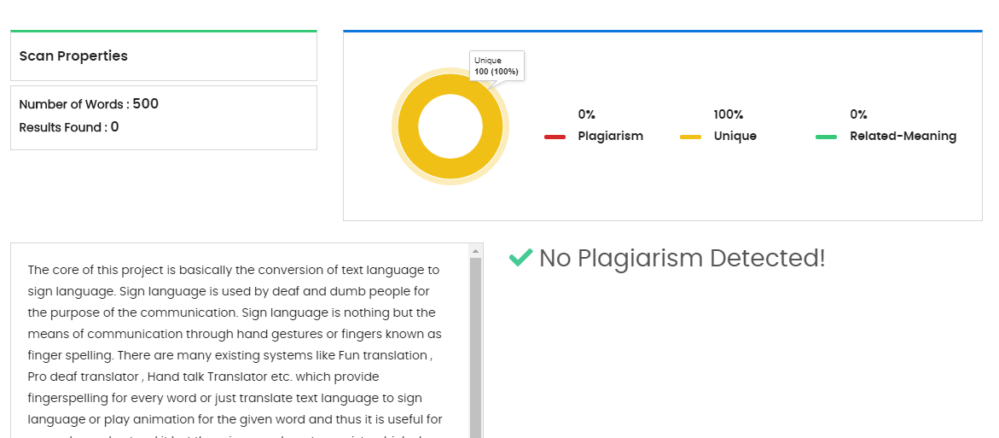 Scan Properties
Number of Words : 500
Results Found : 0
Unique
100 (100%)
0%
Plagiarism
100%
Unique
0%
Related-Meaning
The core of this project is basically the conversion of text language to
sign language. Sign language is used by deaf and dumb people for
the purpose of the communication. Sign language is nothing but the
means of communication through hand gestures or fingers known as
finger spelling. There are many existing systems like Fun translation ,
Pro deaf translator , Hand talk Translator etc. which provide
fingerspelling for every word or just translate text language to sign
language or play animation for the given word and thus it is useful for
No Plagiarism Detected!